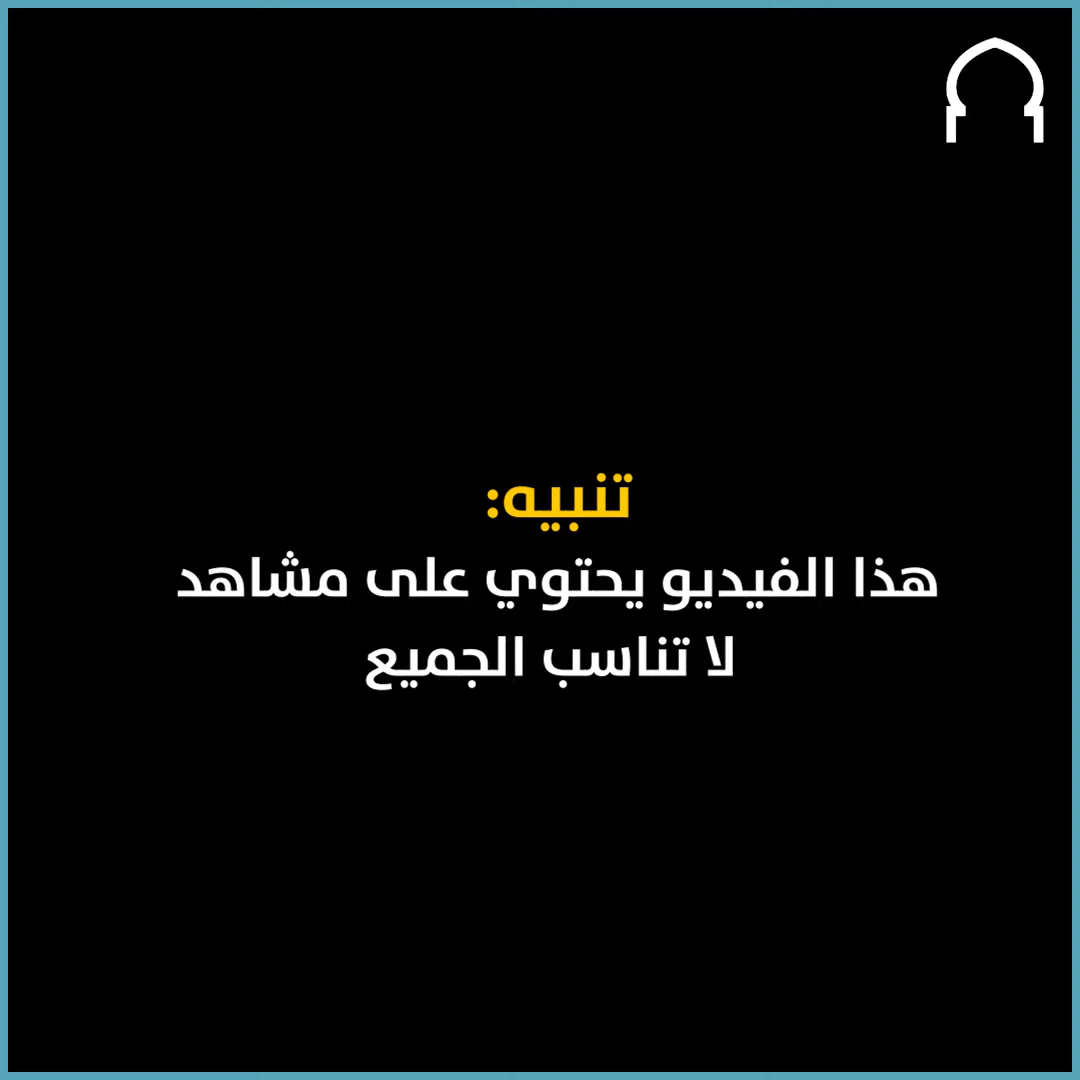 تنبيه:
هذا الفيديو يحتوي على مشاهد
لا تناسب الجميع